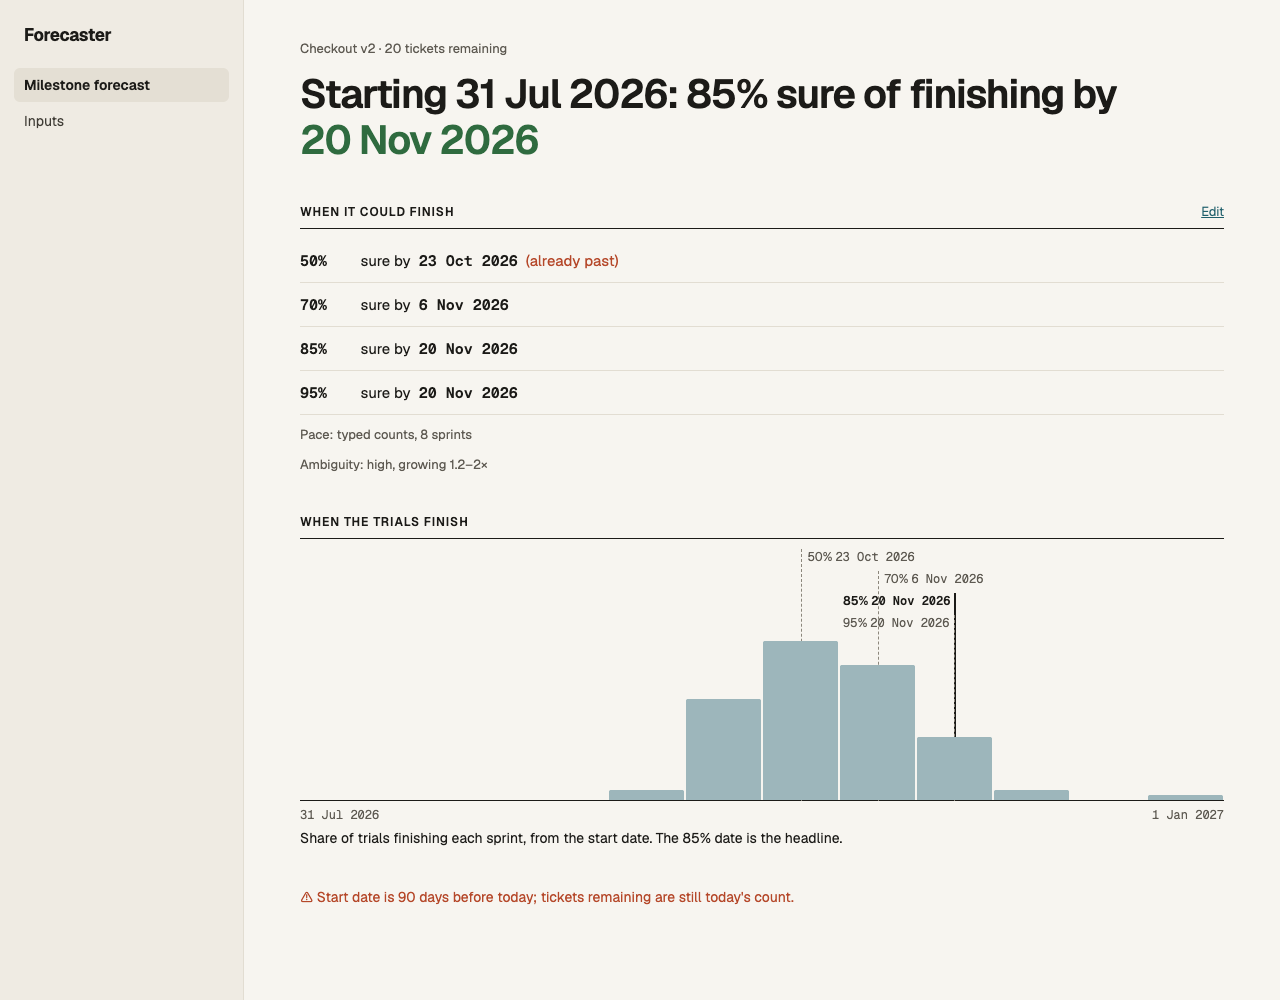 Forecaster
Milestone forecast
Inputs
Checkout v2 · 20 tickets remaining
Starting 31 Jul 2026: 85% sure of finishing by
20 Nov 2026
WHEN IT COULD FINISH
Edit
50% sure by 23 Oct 2026 (already past)
70% sure by 6 Nov 2026
85% sure by 20 Nov 2026
95% sure by 20 Nov 2026
Pace: typed counts, 8 sprints
Ambiguity: high, growing 1.2–2×
WHEN THE TRIALS FINISH
50% 23 Oct 2026
70% 6 Nov 2026
85% 20 Nov 2026
95% 20 Nov 2026
31 Jul 2026
1 Jan 2027
Share of trials finishing each sprint, from the start date. The 85% date is the headline.
⚠ Start date is 90 days before today; tickets remaining are still today's count.